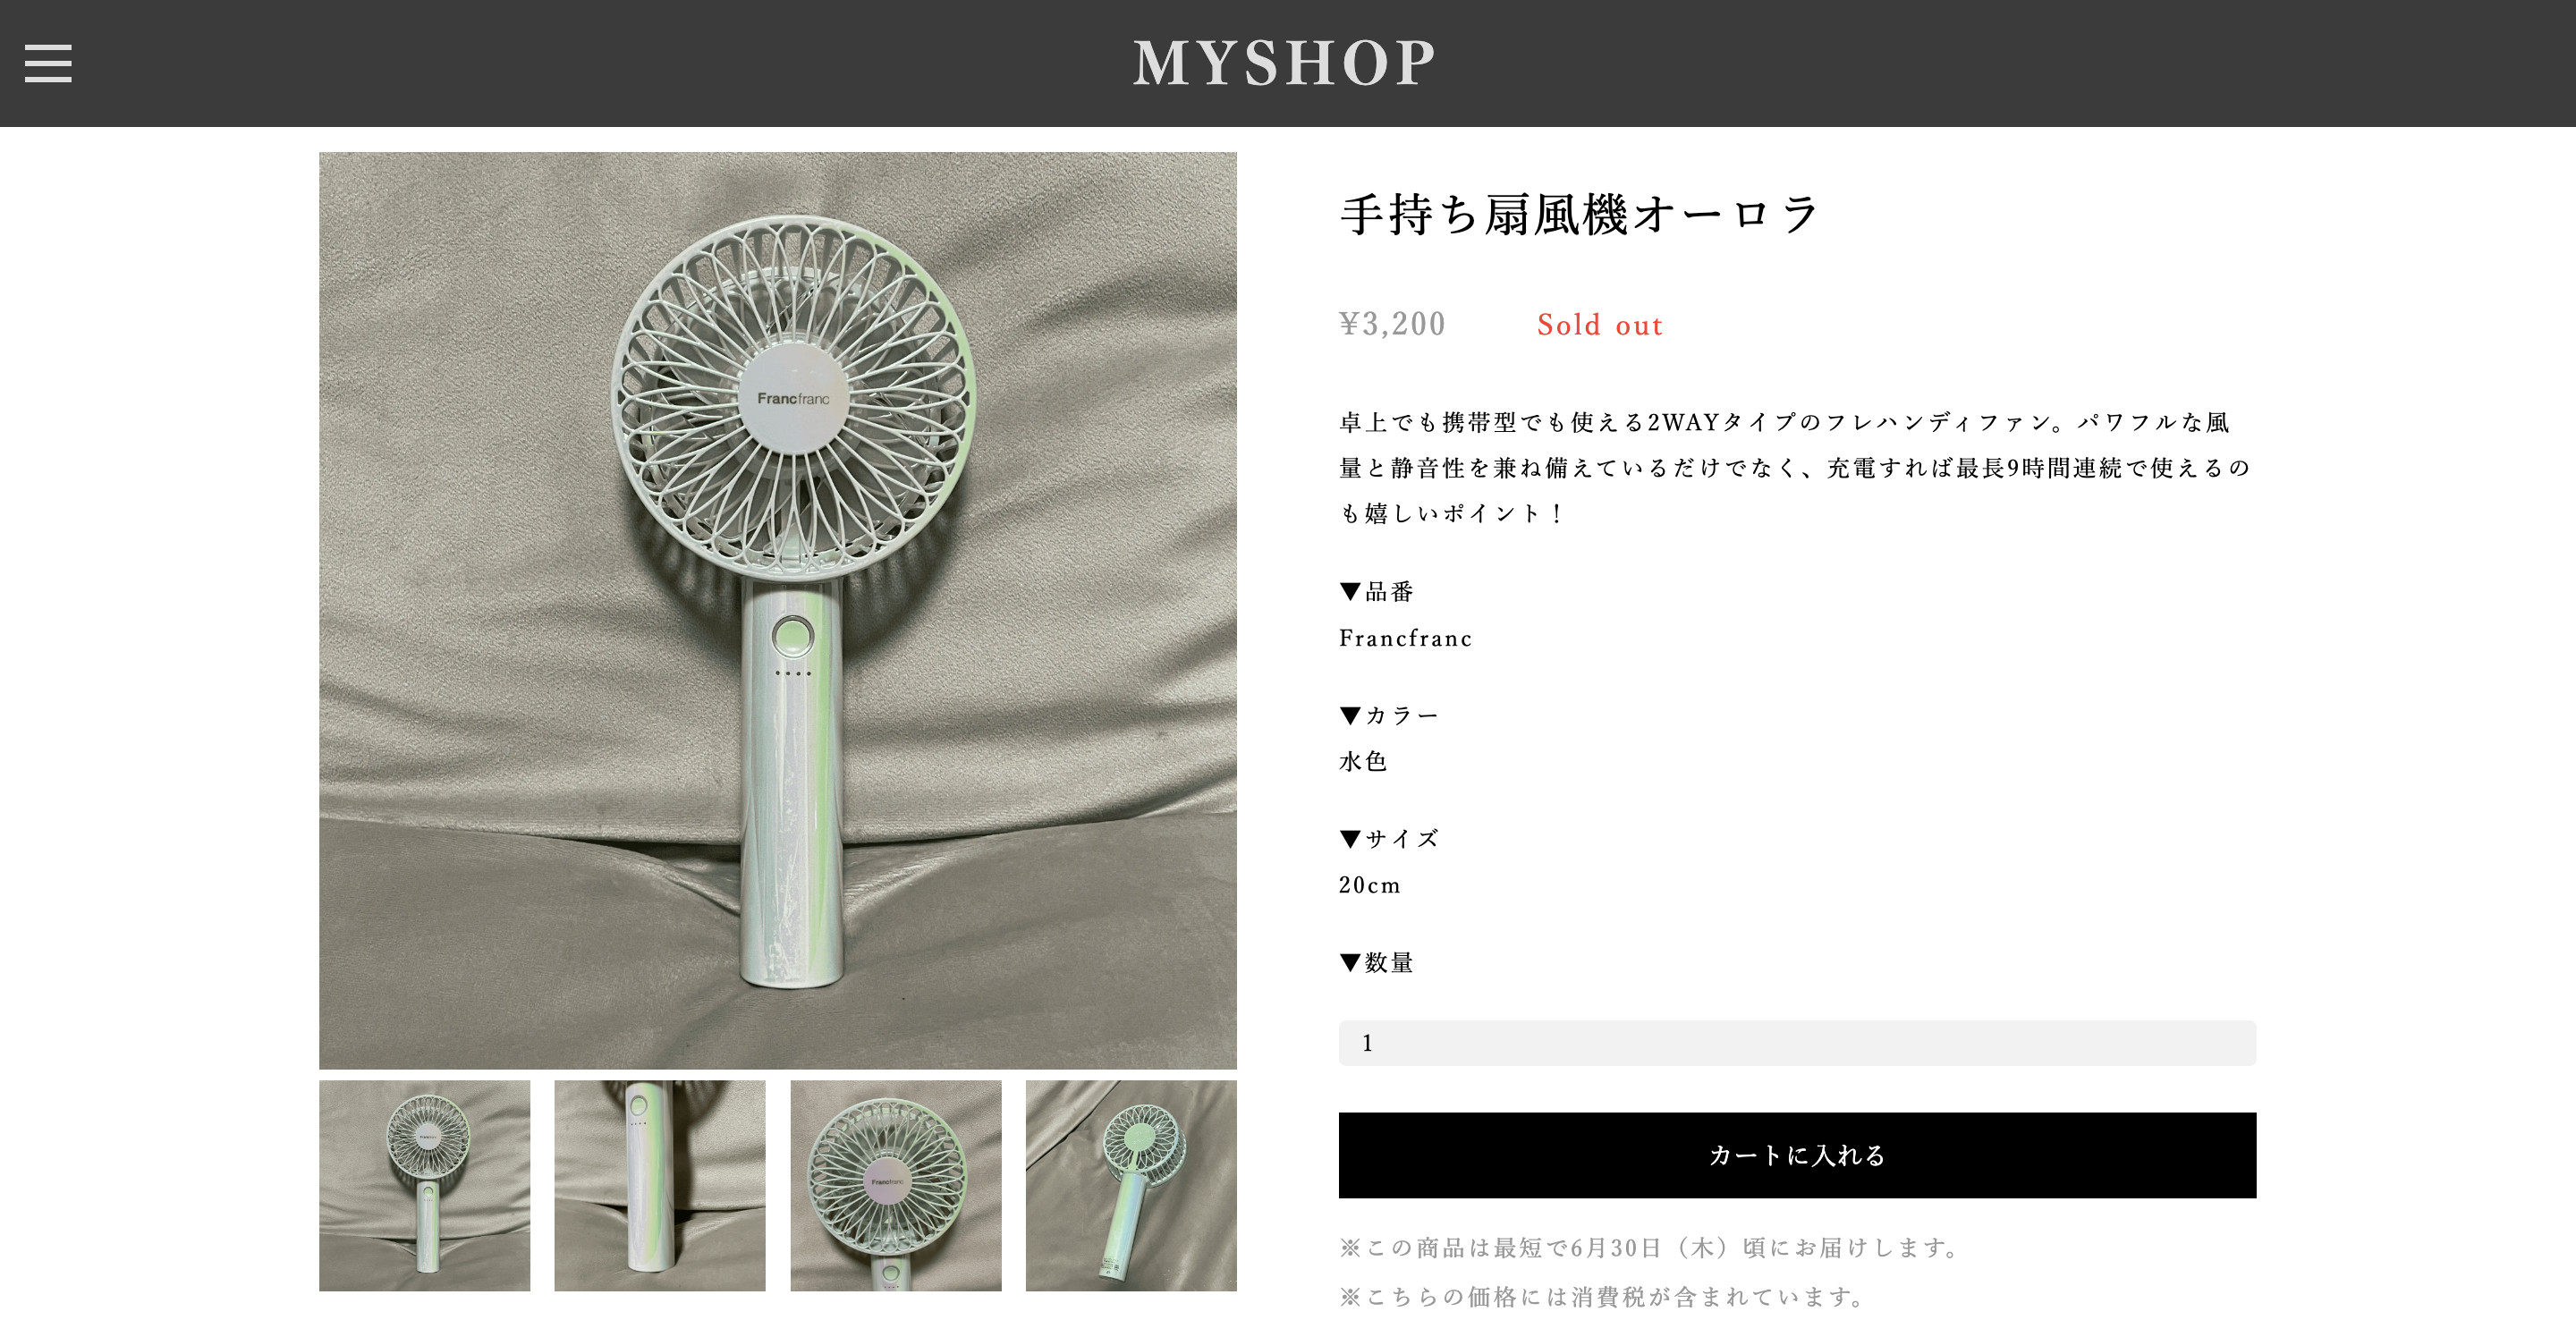 MYSHOP
Francfranc
手持ち扇風機オーロラ
¥3,200 Sold out
卓上でも携帯型でも使える2WAYタイプのフレハンディファン。パワフルな風
量と静音性を兼ね備えているだけでなく、充電すれば最長9時間連続で使えるの
も嬉しいポイント！
▼品番
Francfranc
▼カラー
水色
▼サイズ
20cm
▼数量
1
カートに入れる
※この商品は最短で6月30日（木）頃にお届けします。
※こちらの価格には消費税が含まれています。
Francfranc